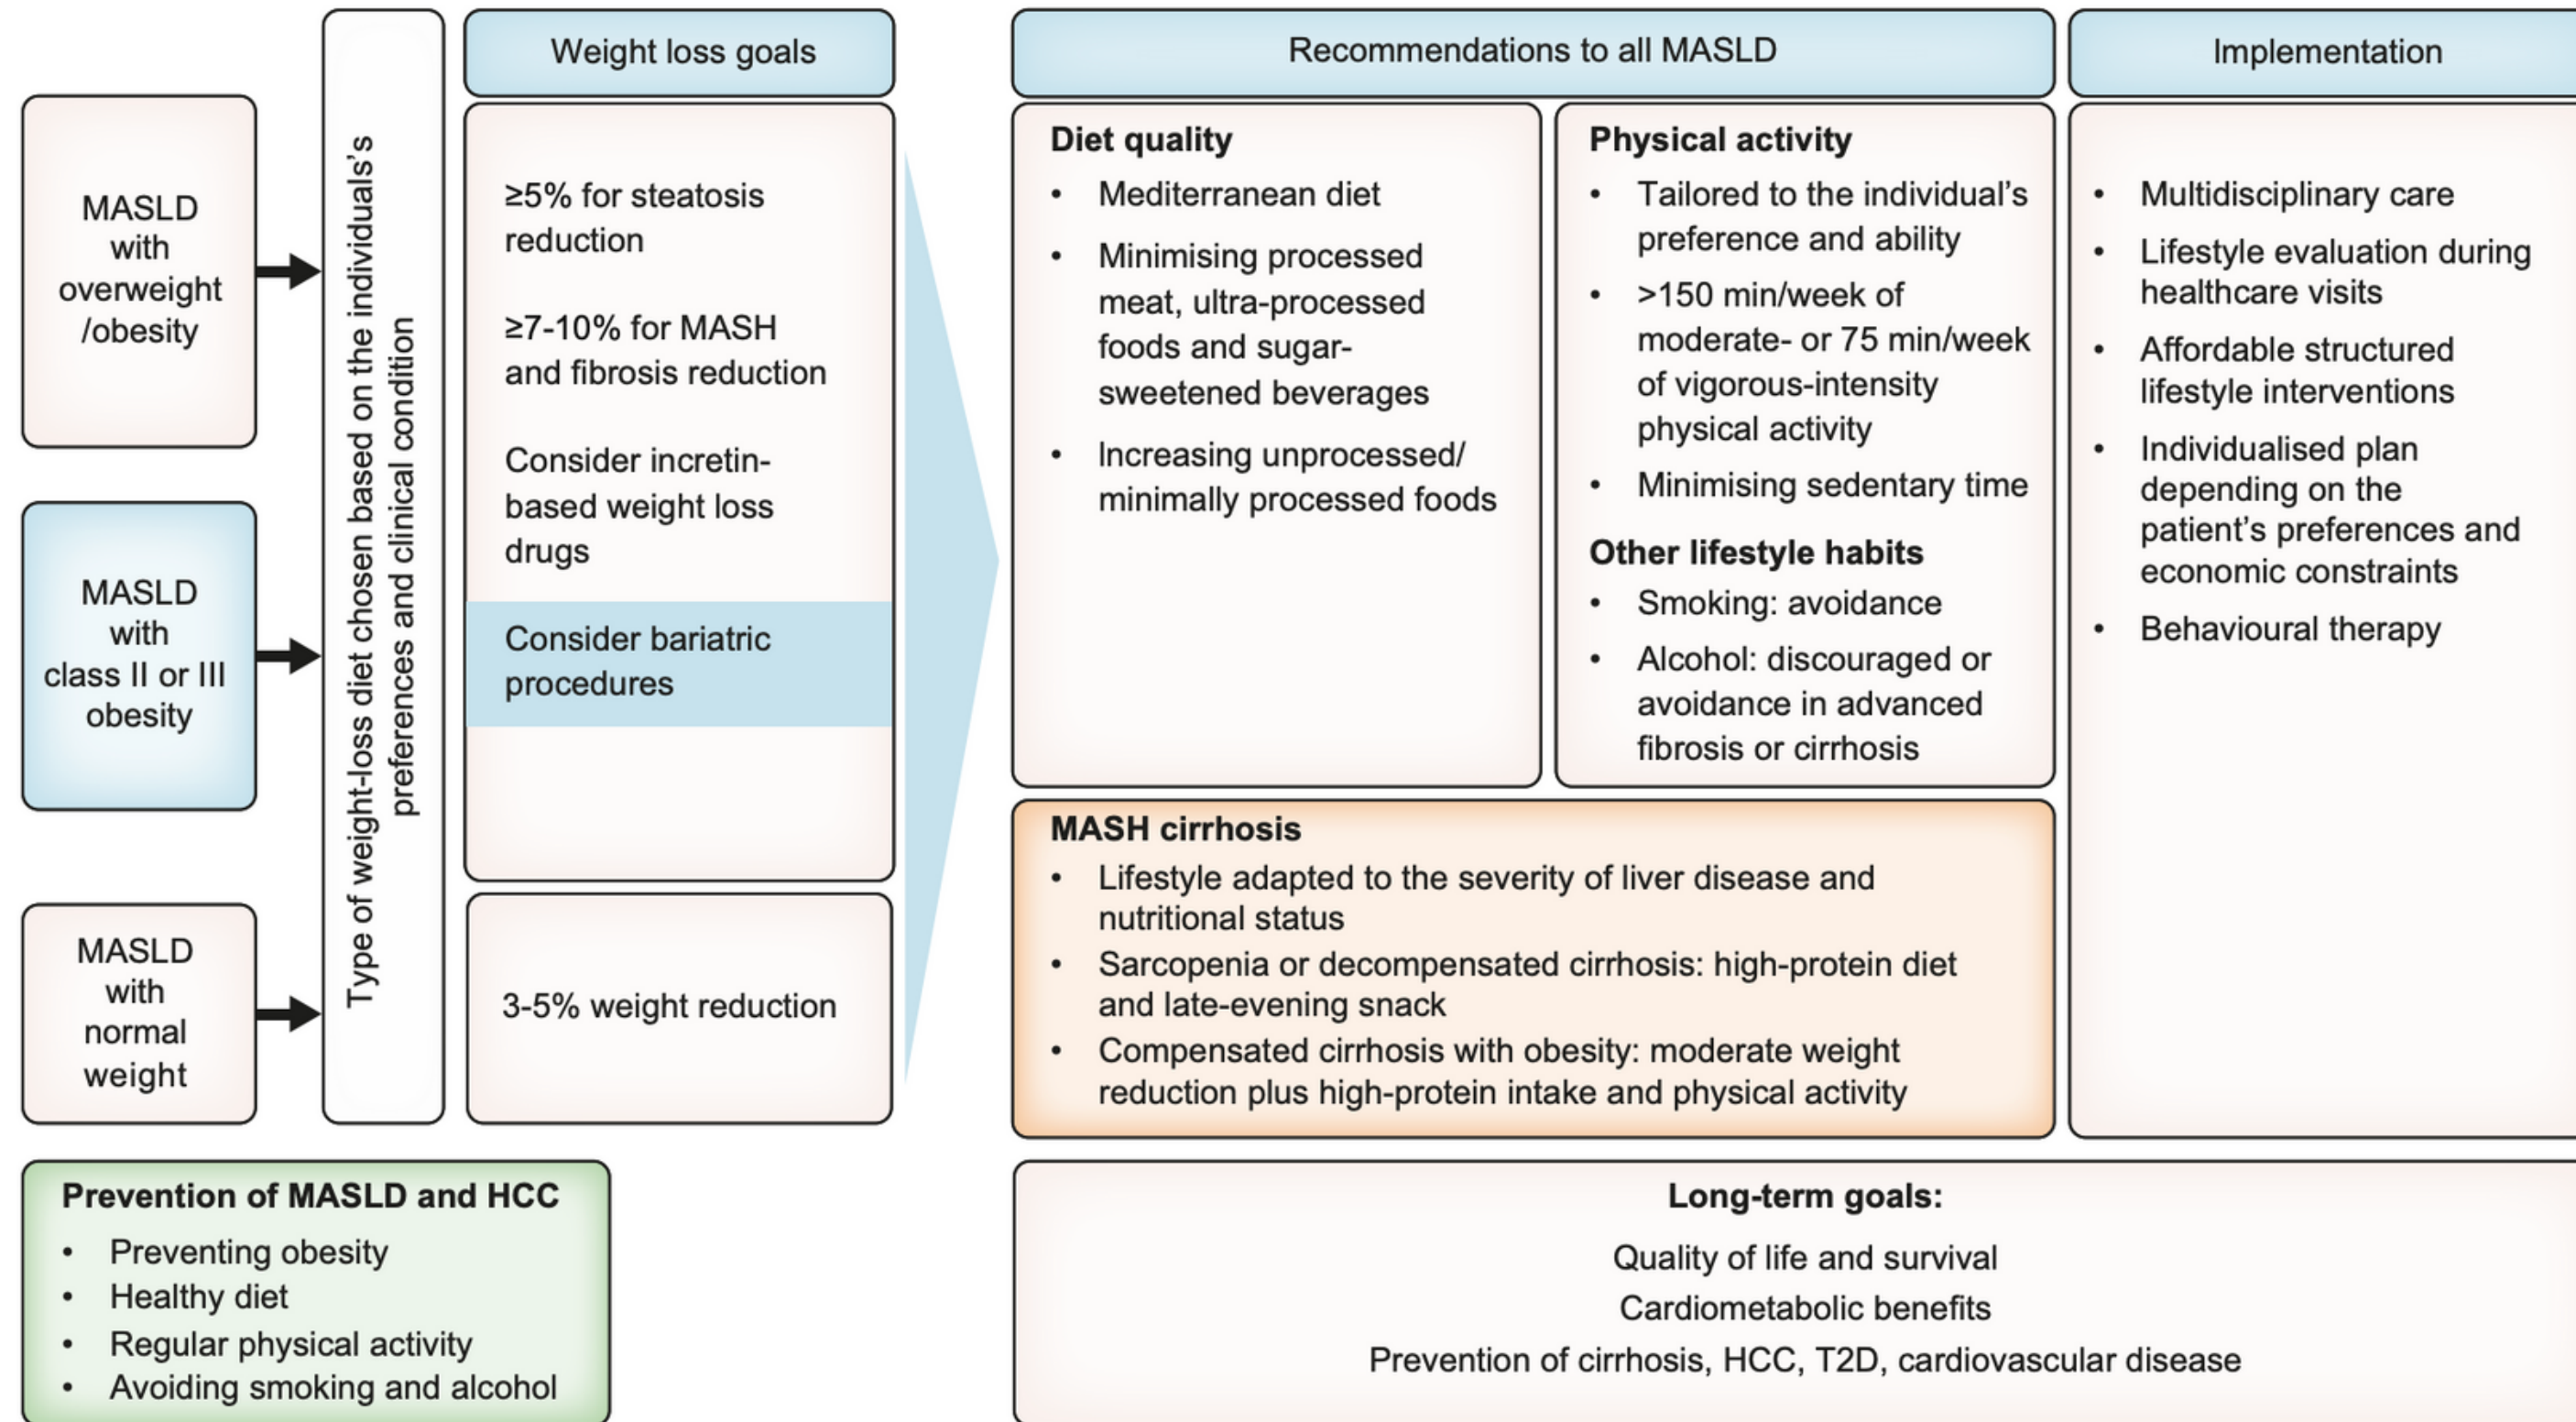 MASLD
with
overweight
/obesity
MASLD
with
class II or III
obesity
MASLD
with
normal
weight
Type of weight-loss diet chosen based on the individuals's
preferences and clinical condition
Weight loss goals
≥5% for steatosis
reduction
≥7-10% for MASH
and fibrosis reduction
Consider incretin-
based weight loss
drugs
Consider bariatric
procedures
3-5% weight reduction
Recommendations to all MASLD
Diet quality
• Mediterranean diet
• Minimising processed
meat, ultra-processed
foods and sugar-
sweetened beverages
• Increasing unprocessed/
minimally processed foods
Physical activity
• Tailored to the individual's
preference and ability
• >150 min/week of
moderate- or 75 min/week
of vigorous-intensity
physical activity
• Minimising sedentary time
Other lifestyle habits
• Smoking: avoidance
• Alcohol: discouraged or
avoidance in advanced
fibrosis or cirrhosis
MASH cirrhosis
• Lifestyle adapted to the severity of liver disease and
nutritional status
• Sarcopenia or decompensated cirrhosis: high-protein diet
and late-evening snack
• Compensated cirrhosis with obesity: moderate weight
reduction plus high-protein intake and physical activity
Implementation
• Multidisciplinary care
• Lifestyle evaluation during
healthcare visits
• Affordable structured
lifestyle interventions
• Individualised plan
depending on the
patient's preferences and
economic constraints
• Behavioural therapy
Prevention of MASLD and HCC
• Preventing obesity
• Healthy diet
• Regular physical activity
• Avoiding smoking and alcohol
Long-term goals:
Quality of life and survival
Cardiometabolic benefits
Prevention of cirrhosis, HCC, T2D, cardiovascular disease